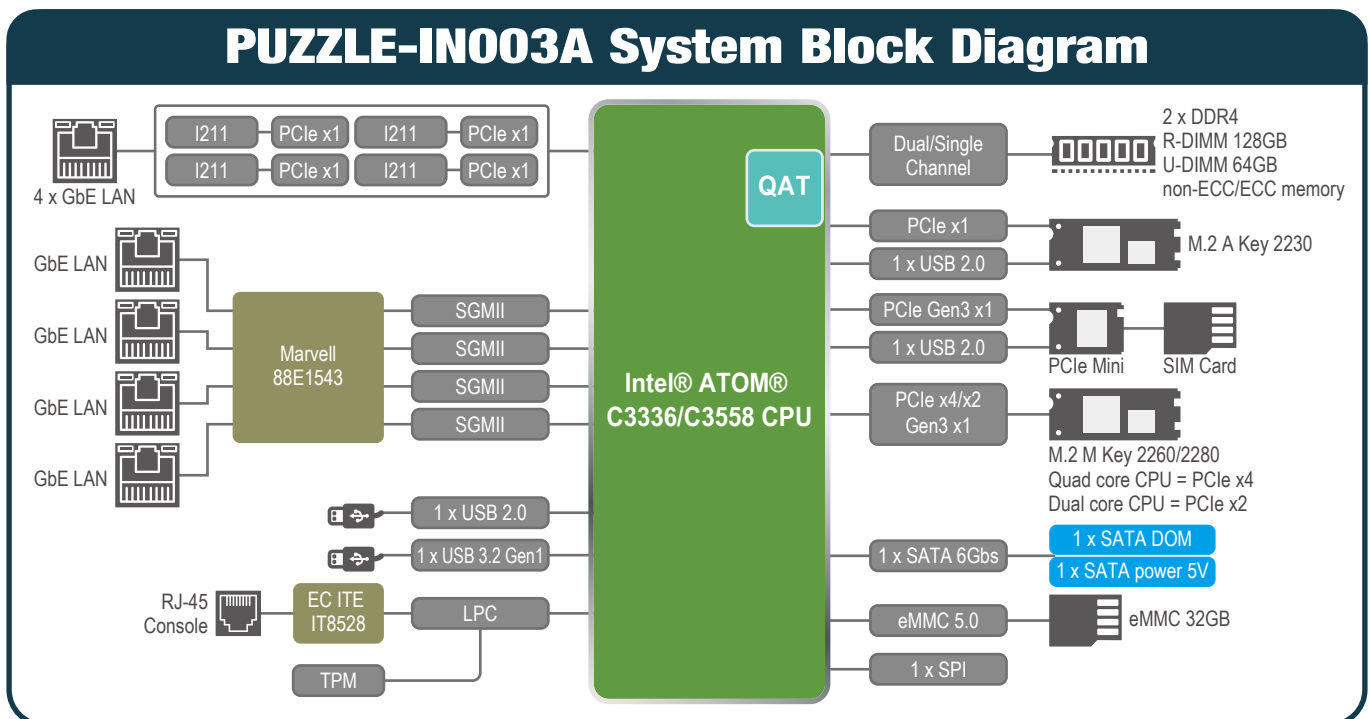 PUZZLE-IN003A System Block Diagram
I211
PCIe x1
I211
PCIe x1
I211
PCIe x1
I211
PCIe x1
4 x GbE LAN
GbE LAN
GbE LAN
GbE LAN
GbE LAN
Marvell
88E1543
SGMII
SGMII
SGMII
SGMII
1 x USB 2.0
1 x USB 3.2 Gen1
RJ-45
Console
EC ITE
IT8528
LPC
TPM
QAT
Intel® ATOM®
C3336/C3558 CPU
Dual/Single
Channel
2 x DDR4
R-DIMM 128GB
U-DIMM 64GB
non-ECC/ECC memory
PCIe x1
1 x USB 2.0
M.2 A Key 2230
PCIe Gen3 x1
1 x USB 2.0
PCIe Mini
SIM Card
PCIe x4/x2
Gen3 x1
M.2 M Key 2260/2280
Quad core CPU = PCIe x4
Dual core CPU = PCIe x2
1 x SATA 6Gbs
1 x SATA DOM
1 x SATA power 5V
eMMC 5.0
eMMC 32GB
1 x SPI